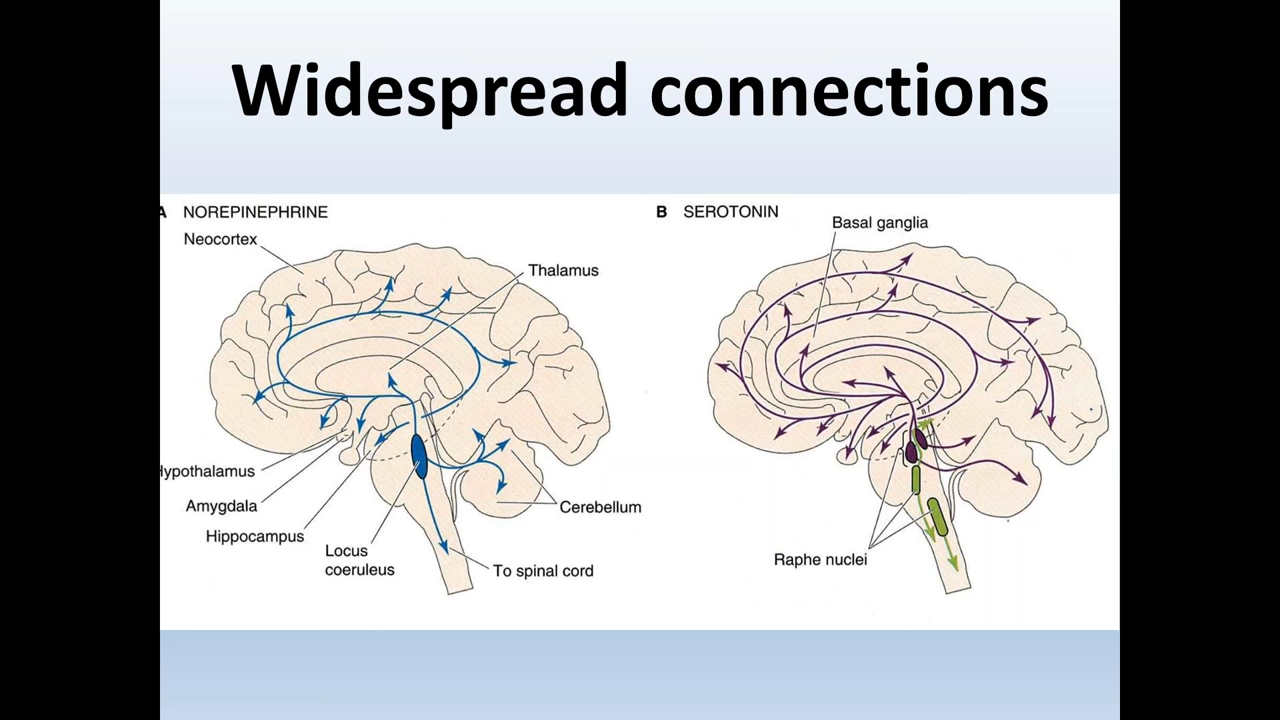 Widespread connections
A NOREPINEPHRINE
Neocortex
Thalamus
Hypothalamus
Amygdala
Hippocampus
Locus
coeruleus
Cerebellum
To spinal cord
B SEROTONIN
Basal ganglia
Raphe nuclei